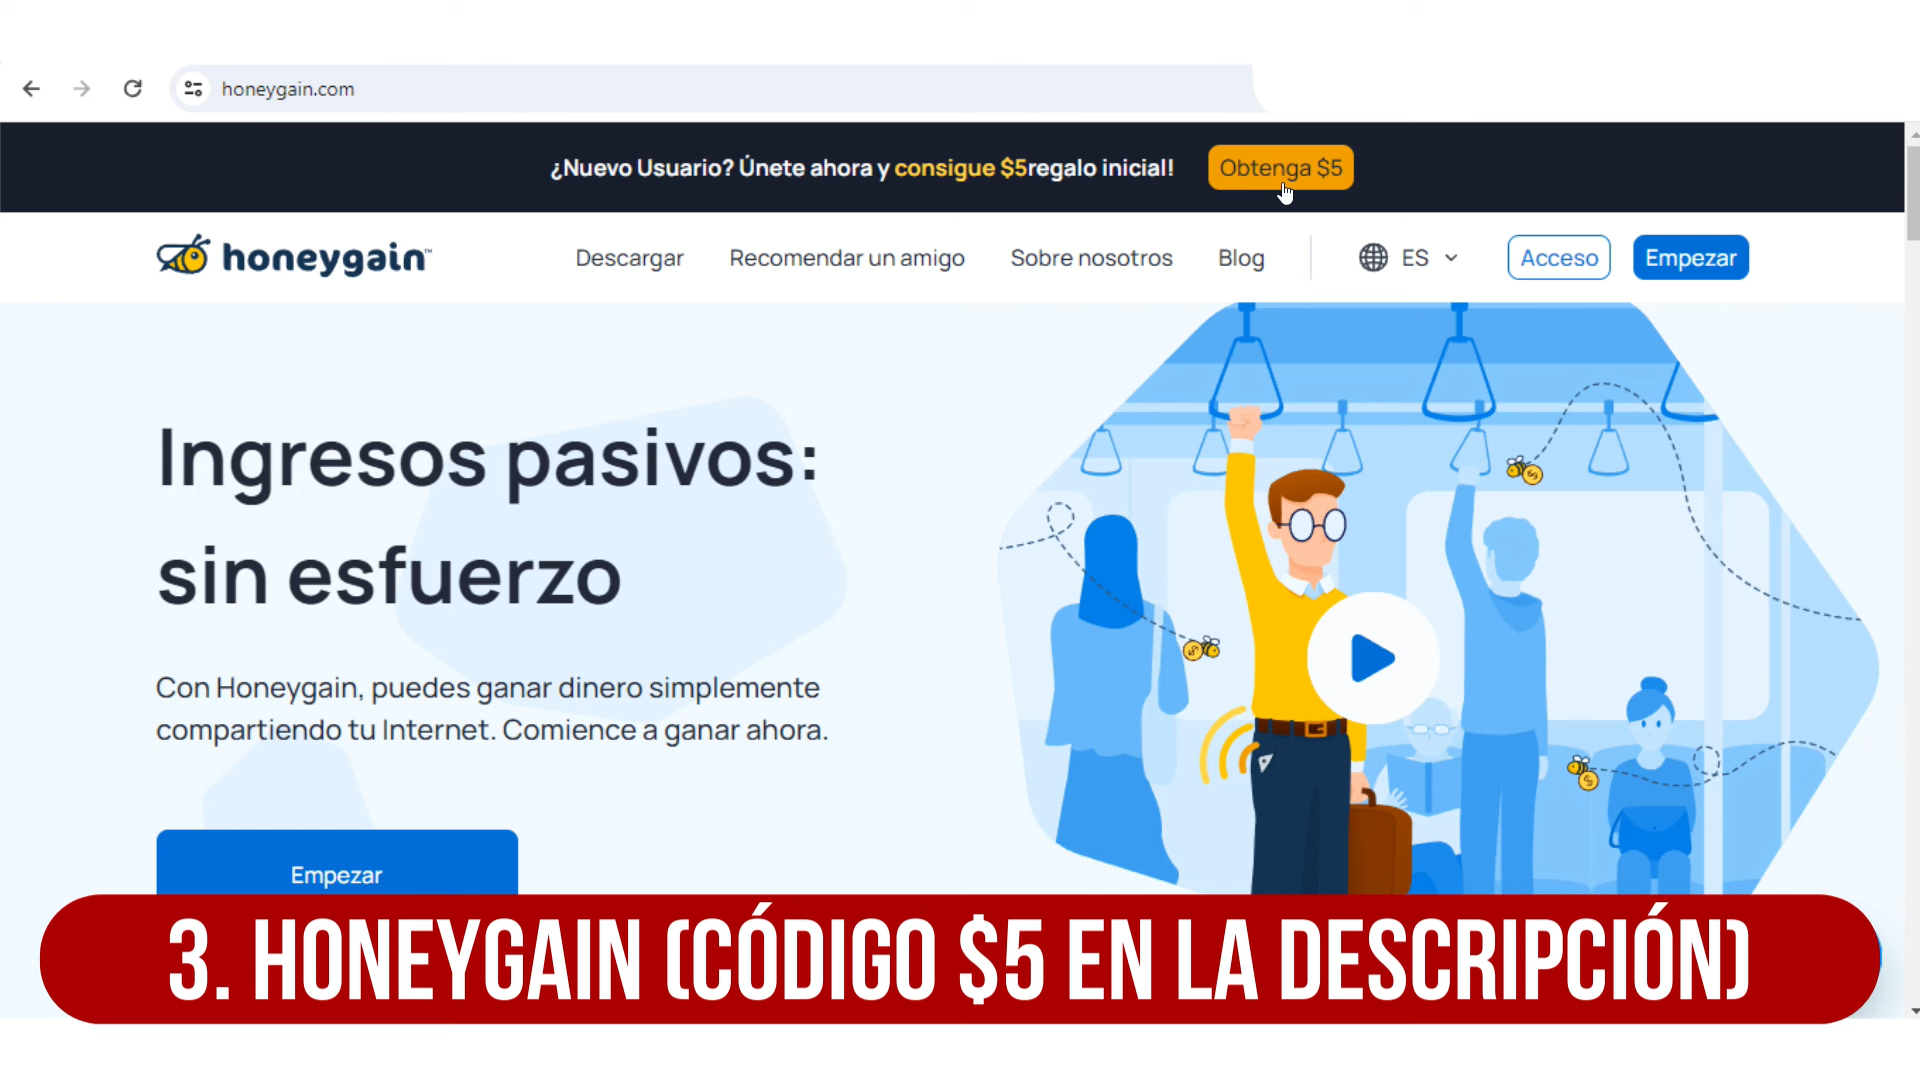 honeygain.com
¿Nuevo Usuario? Únete ahora y consigue $5regalo inicial! Obtenga $5
honeygain™ Descargar Recomendar un amigo Sobre nosotros Blog ES Acceso Empezar
Ingresos pasivos:
sin esfuerzo
Con Honeygain, puedes ganar dinero simplemente
compartiendo tu Internet. Comience a ganar ahora.
Empezar
3. HONEYGAIN (CÓDIGO $5 EN LA DESCRIPCIÓN)